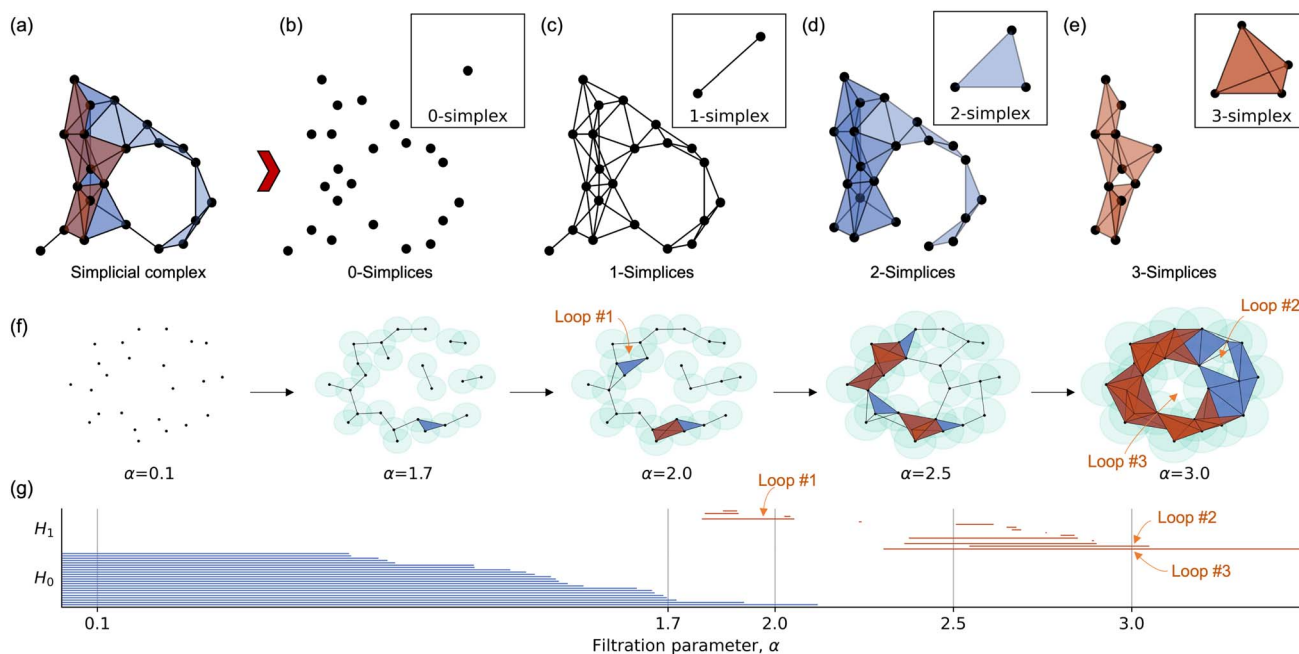 (a)
(b)
(c)
(d)
(e)
0-simplex
1-simplex
2-simplex
3-simplex
Simplicial complex
0-Simplices
1-Simplices
2-Simplices
3-Simplices
(f)
Loop #1
Loop #2
Loop #3
α=0.1
α=1.7
α=2.0
α=2.5
α=3.0
(g)
Loop #1
H1
Loop #2
H0
Loop #3
0.1
1.7
2.0
2.5
3.0
Filtration parameter, α